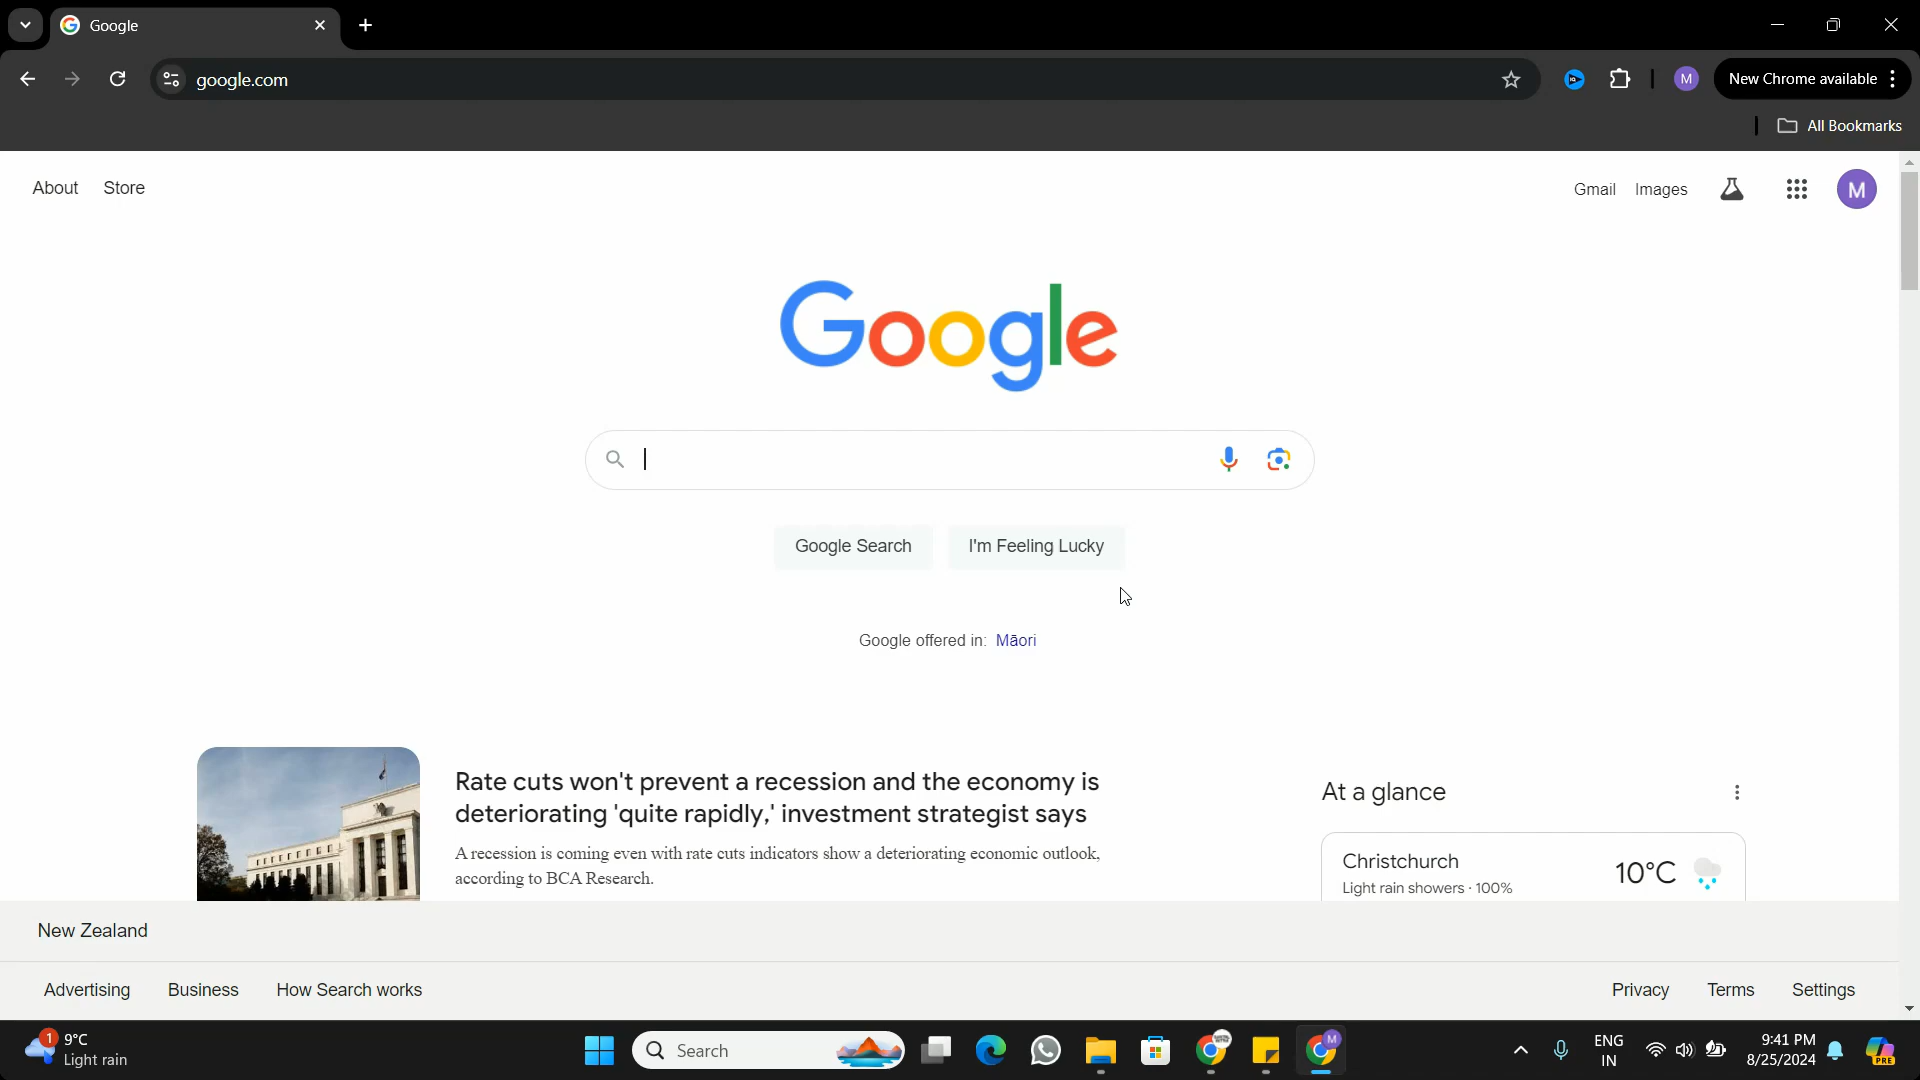 Google
google.com
New Chrome available
All Bookmarks
About Store
Gmail Images
M
Google
Google Search I'm Feeling Lucky
Google offered in: Māori
Rate cuts won't prevent a recession and the economy is
deteriorating 'quite rapidly,' investment strategist says
A recession is coming even with rate cuts indicators show a deteriorating economic outlook,
according to BCA Research.
At a glance
Christchurch
Light rain showers · 100%
10°C
New Zealand
Advertising Business How Search works
Privacy Terms Settings
1
9°C
Light rain
Search
M
ENG
IN
9:41 PM
8/25/2024
PRE